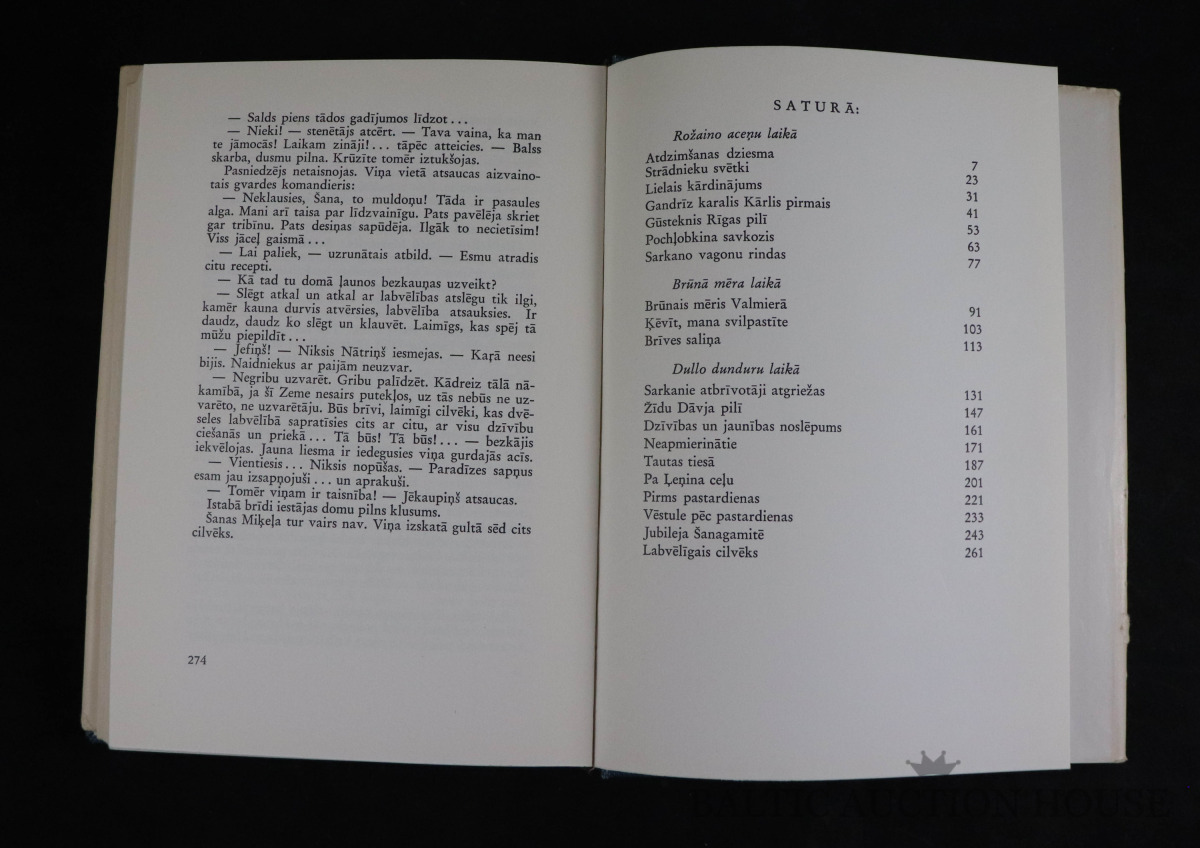 — Salds piens tādos gadījumos līdzot...
— Nieki! — stenētājs atcērt. — Tava vaina, ka man
te jāmocās! Laikam zināji!... tāpēc atteicies. — Balss
skarba, dusmu pilna. Krūzīte tomēr iztukšojas.
Pasniedzējs netaisnojas. Viņa vietā atsaucas aizvaino-
tais gvardes komandieris:
— Neklausies, Šana, to muldoņu! Tāda ir pasaules
alga. Mani arī taisa par līdzvainīgu. Pats pavēlēja skriet
gar tribīnu. Pats desiņas sapūdēja. Ilgāk to necietīsim!
Viss jāceļ gaismā...
— Lai paliek, — uzrunātais atbild. — Esmu atradis
citu recepti.
— Kā tad tu domā ļaunos bezkauņas uzveikt?
— Slēgt atkal un atkal ar labvēlības atslēgu tik ilgi,
kamēr kauna durvis atvērsies, labvēlība atsauksies. Ir
daudz, daudz ko slēgt un klauvēt. Laimīgs, kas spēj tā
mūžu piepildīt...
— Jefiņš! — Niksis Nātriņš iesmejas. — Kaŗā neesi
bijis. Naidniekus ar paijām neuzvar.
— Negribu uzvarēt. Gribu palīdzēt. Kādreiz tālā nā-
kamībā, ja šī Zeme nesairs putekļos, uz tās nebūs ne uz-
varēto, ne uzvarētāju. Būs brīvi, laimīgi cilvēki, kas dvē-
seles labvēlībā sapratīsies cits ar citu, ar visu dzīvību
ciešanās un priekā... Tā būs! Tā būs!... — bezkājis
iekvēlojas. Jauna liesma ir iedegusies viņa gurdajās acīs.
— Vientiesis... Niksis nopūšas. — Paradīzes sapņus
esam jau izsapņojuši... un aprakuši.
— Tomēr viņam ir taisnība! — Jēkaupiņš atsaucas.
Istabā brīdi iestājas domu pilns klusums.
Šanas Miķeļa tur vairs nav. Viņa izskatā gultā sēd cits
cilvēks.
274
SATURĀ:
Rožaino aceņu laikā
Atdzimšanas dziesma 7
Strādnieku svētki 23
Lielais kārdinājums 31
Gandrīz karalis Kārlis pirmais 41
Gūsteknis Rīgas pilī 53
Pochļobkina savkozis 63
Sarkano vagonu rindas 77
Brūnā mēra laikā
Brūnais mēris Valmierā 91
Ķēvīt, mana svilpastīte 103
Brīves saliņa 113
Dullo dunduru laikā
Sarkanie atbrīvotāji atgriežas 131
Žīdu Dāvja pilī 147
Dzīvības un jaunības noslēpums 161
Neapmierinātie 171
Tautas tiesā 187
Pa Ļeņina ceļu 201
Pirms pastardienas 221
Vēstule pēc pastardienas 233
Jubileja Šanagamitē 243
Labvēlīgais cilvēks 261
BALTIC AUCTION HOUSE